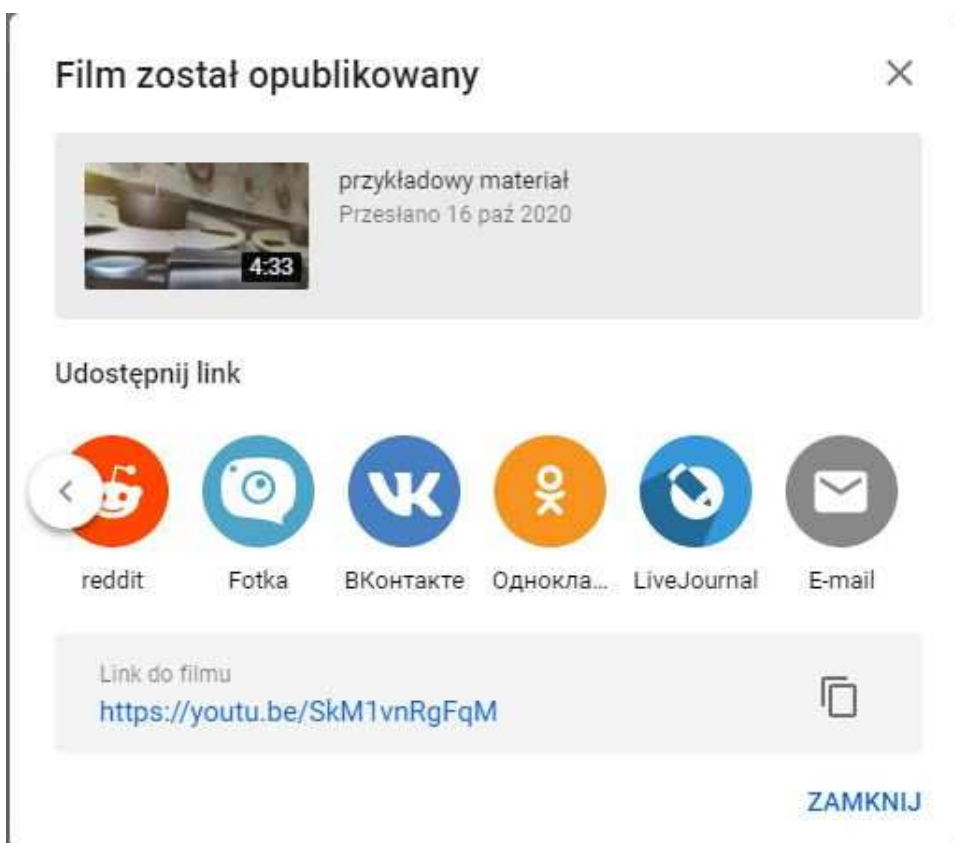 Film został opublikowany
przykładowy materiał
Przesłano 16 paź 2020
4:33
Udostępnij link
reddit
Fotka
ВКонтакте
Однокла...
LiveJournal
E-mail
Link do filmu
https://youtu.be/SkM1vnRgFqM
ZAMKNIJ